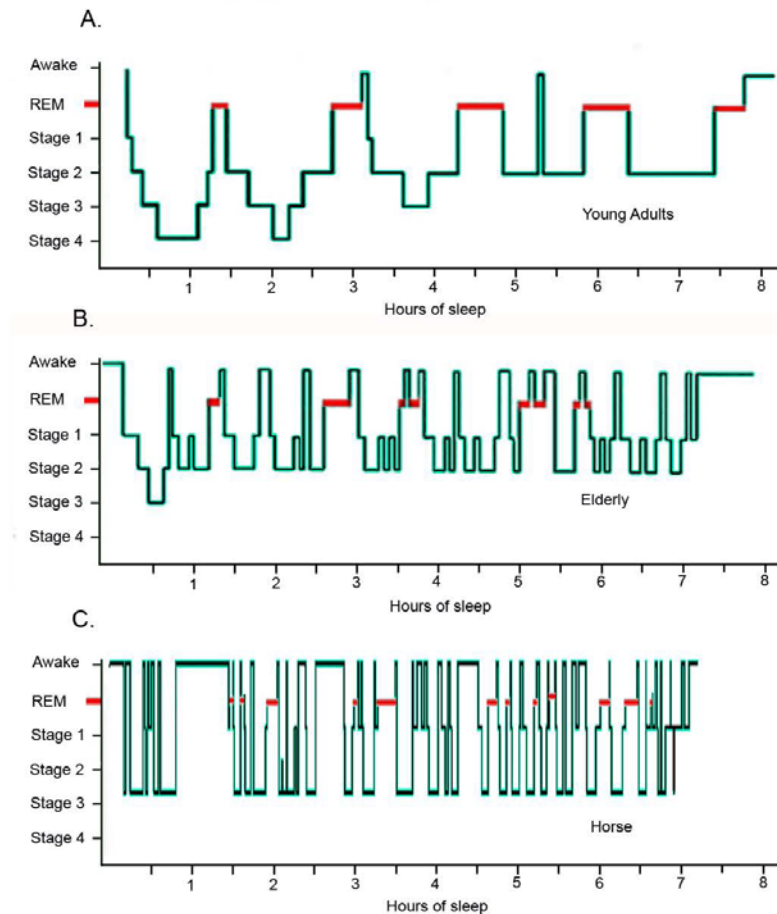 A.
Awake
REM
Stage 1
Stage 2
Stage 3
Stage 4
Young Adults
1 2 3 4 5 6 7 8
Hours of sleep
B.
Awake
REM
Stage 1
Stage 2
Stage 3
Stage 4
Elderly
1 2 3 4 5 6 7 8
Hours of sleep
C.
Awake
REM
Stage 1
Stage 2
Stage 3
Stage 4
Horse
1 2 3 4 5 6 7 8
Hours of sleep